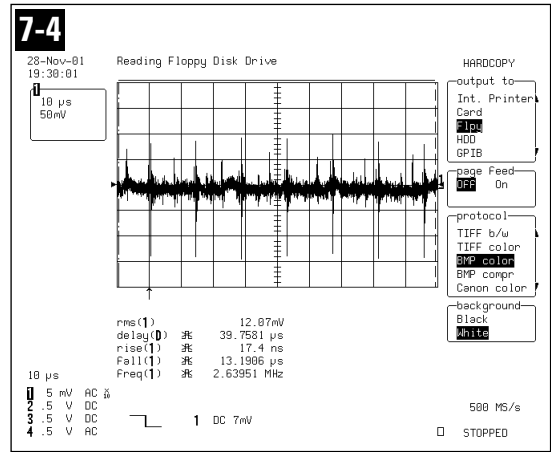 7-4
28-Nov-01
19:30:01
Reading Floppy Disk Drive
1
10 µs
50mV
HARDCOPY
output to
Int. Printer
Card
Flpy
HDD
GPIB
page feed
OFF On
protocol
TIFF b/w
TIFF color
BMP color
BMP compr
Canon color
background
Black
White
1
rms(1) 12.07mV
delay(1) 39.7581 µs
rise(1) 17.4 ns
fall(1) 13.1906 µs
freq(1) 2.63951 MHz
10 µs
1 5 mV AC
2 .5 V DC
3 .5 V DC
4 .5 V AC
1 DC 7mV
500 MS/s
STOPPED